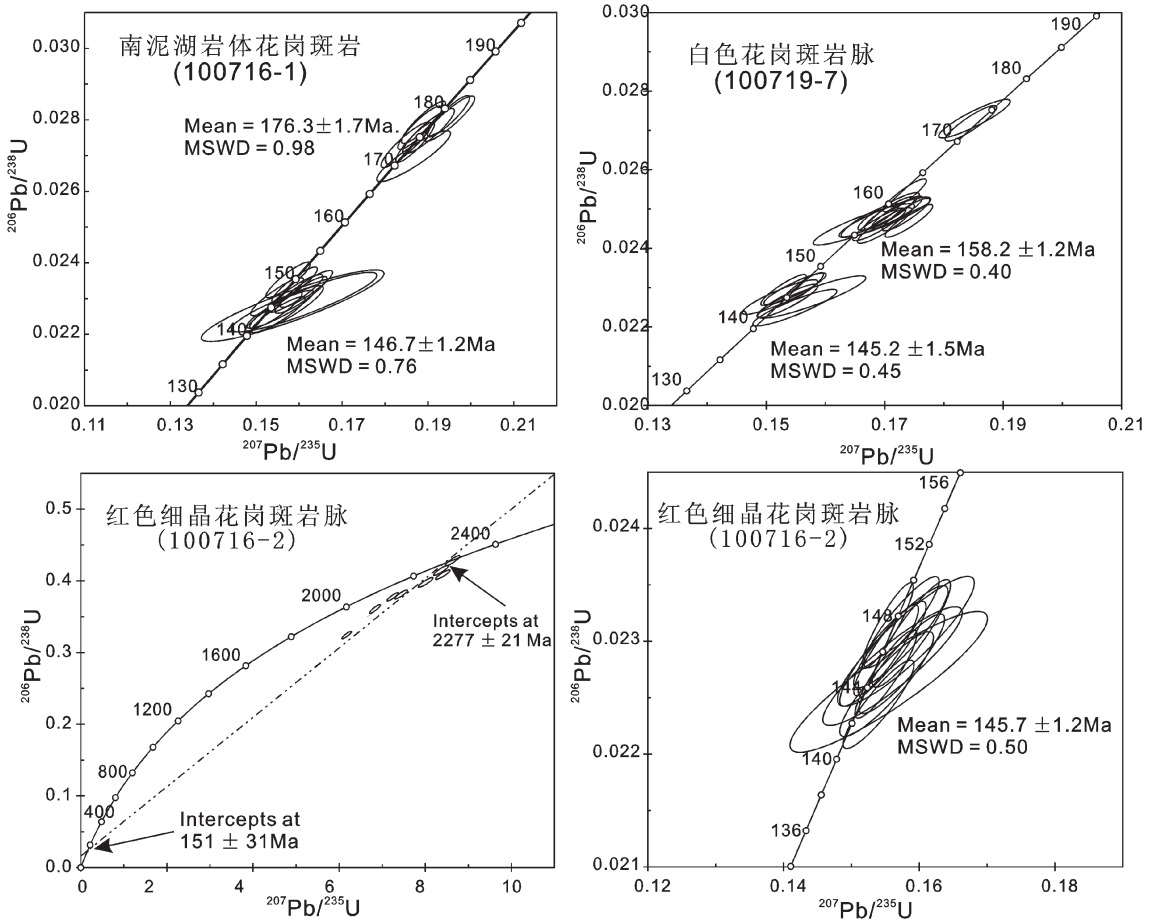 南泥湖岩体花岗斑岩
(100716-1)
Mean = 176.3±1.7Ma.
MSWD = 0.98
Mean = 146.7±1.2Ma
MSWD = 0.76
130
140
150
160
170
180
190
0.030
0.028
0.026
0.024
0.022
0.020
0.11
0.13
0.15
0.17
0.19
0.21
²⁰⁶Pb/²³⁸U
²⁰⁷Pb/²³⁵U
白色花岗斑岩脉
(100719-7)
Mean = 158.2 ±1.2Ma
MSWD = 0.40
Mean = 145.2 ±1.5Ma
MSWD = 0.45
130
140
150
160
170
180
190
0.030
0.028
0.026
0.024
0.022
0.020
0.13
0.15
0.17
0.19
0.21
²⁰⁶Pb/²³⁸U
²⁰⁷Pb/²³⁵U
红色细晶花岗斑岩脉
(100716-2)
Intercepts at
2277 ± 21 Ma
Intercepts at
151 ± 31Ma
400
800
1200
1600
2000
2400
0.5
0.4
0.3
0.2
0.1
0.0
0
2
4
6
8
10
²⁰⁶Pb/²³⁸U
²⁰⁷Pb/²³⁵U
红色细晶花岗斑岩脉
(100716-2)
Mean = 145.7 ±1.2Ma
MSWD = 0.50
136
140
144
148
152
156
0.024
0.023
0.022
0.021
0.12
0.14
0.16
0.18
²⁰⁶Pb/²³⁸U
²⁰⁷Pb/²³⁵U